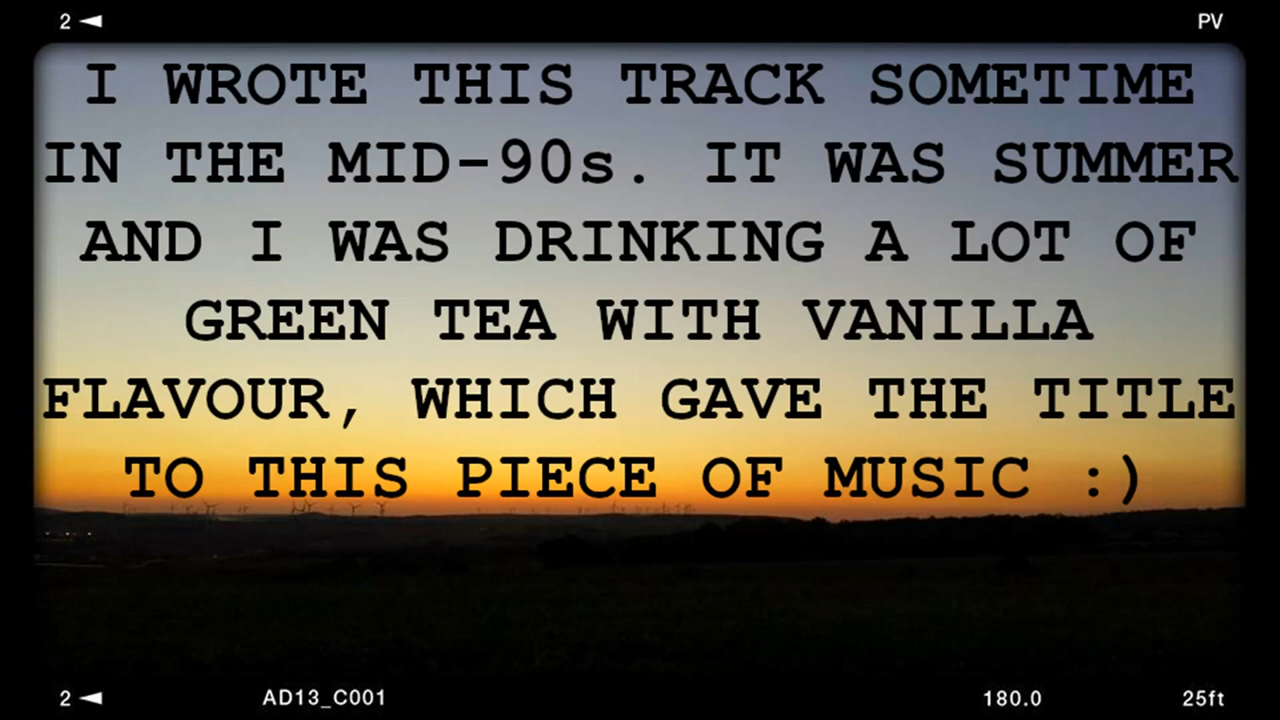 2 ◄
PV
I WROTE THIS TRACK SOMETIME
IN THE MID-90s. IT WAS SUMMER
AND I WAS DRINKING A LOT OF
GREEN TEA WITH VANILLA
FLAVOUR, WHICH GAVE THE TITLE
TO THIS PIECE OF MUSIC :)
2 ◄ AD13_C001 180.0 25ft